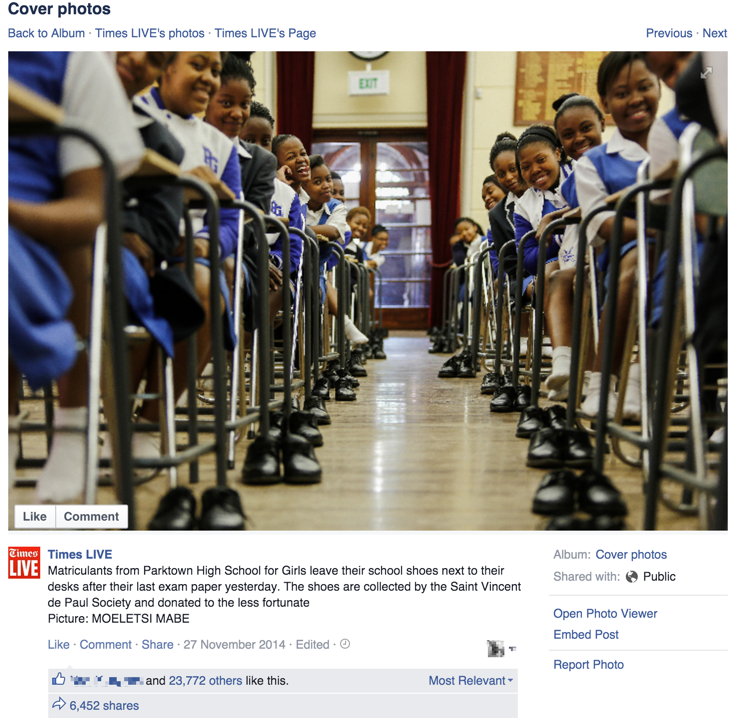 Cover photos
Back to Album · Times LIVE's photos · Times LIVE's Page
Previous · Next
EXIT
Like Comment
Times
LIVE
Times LIVE
Matriculants from Parktown High School for Girls leave their school shoes next to their
desks after their last exam paper yesterday. The shoes are collected by the Saint Vincent
de Paul Society and donated to the less fortunate
Picture: MOELETSI MABE
Like · Comment · Share · 27 November 2014 · Edited ·
and 23,772 others like this.
Most Relevant
6,452 shares
Album: Cover photos
Shared with: Public
Open Photo Viewer
Embed Post
Report Photo